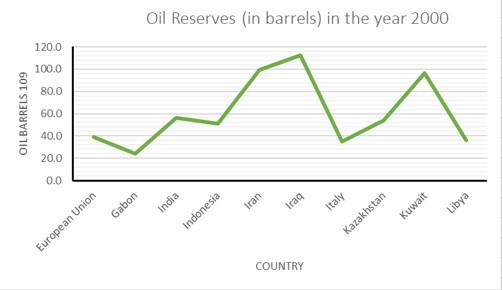 Oil Reserves (in barrels) in the year 2000
OIL BARRELS 109
120.0
100.0
80.0
60.0
40.0
20.0
0.0
European Union
Gabon
India
Indonesia
Iran
Iraq
Italy
Kazakhstan
Kuwait
Libya
COUNTRY